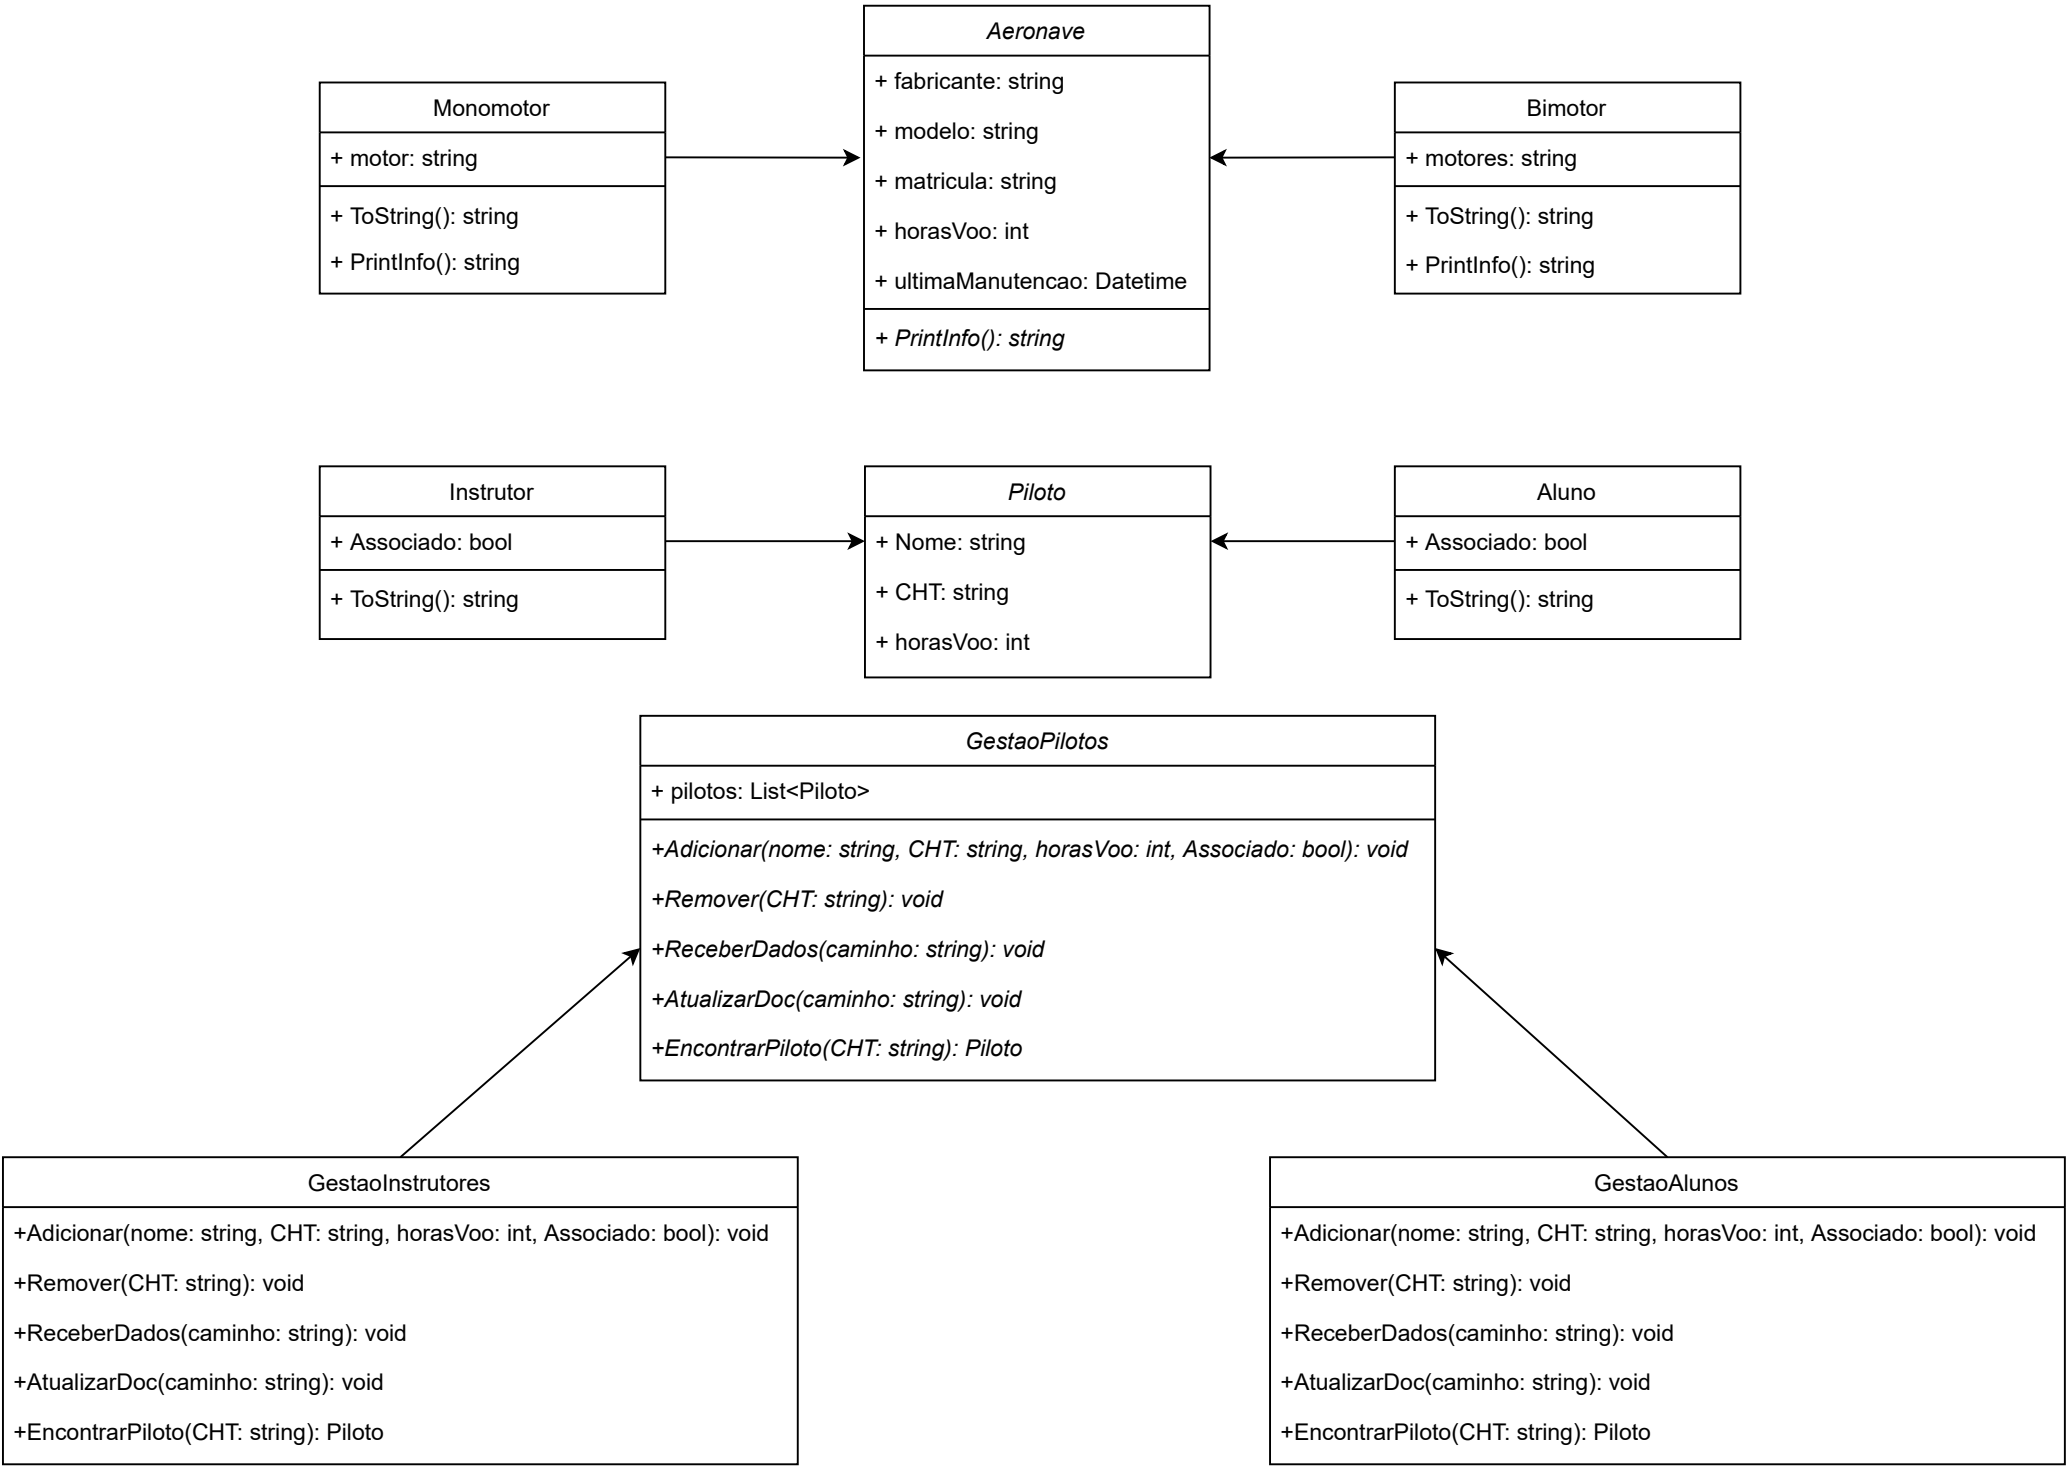 Aeronave
+ fabricante: string
+ modelo: string
+ matricula: string
+ horasVoo: int
+ ultimaManutencao: Datetime
+ PrintInfo(): string
Monomotor
+ motor: string
+ ToString(): string
+ PrintInfo(): string
Bimotor
+ motores: string
+ ToString(): string
+ PrintInfo(): string
Instrutor
+ Associado: bool
+ ToString(): string
Piloto
+ Nome: string
+ CHT: string
+ horasVoo: int
Aluno
+ Associado: bool
+ ToString(): string
GestaoPilotos
+ pilotos: List<Piloto>
+Adicionar(nome: string, CHT: string, horasVoo: int, Associado: bool): void
+Remover(CHT: string): void
+ReceberDados(caminho: string): void
+AtualizarDoc(caminho: string): void
+EncontrarPiloto(CHT: string): Piloto
GestaoInstrutores
+Adicionar(nome: string, CHT: string, horasVoo: int, Associado: bool): void
+Remover(CHT: string): void
+ReceberDados(caminho: string): void
+AtualizarDoc(caminho: string): void
+EncontrarPiloto(CHT: string): Piloto
GestaoAlunos
+Adicionar(nome: string, CHT: string, horasVoo: int, Associado: bool): void
+Remover(CHT: string): void
+ReceberDados(caminho: string): void
+AtualizarDoc(caminho: string): void
+EncontrarPiloto(CHT: string): Piloto